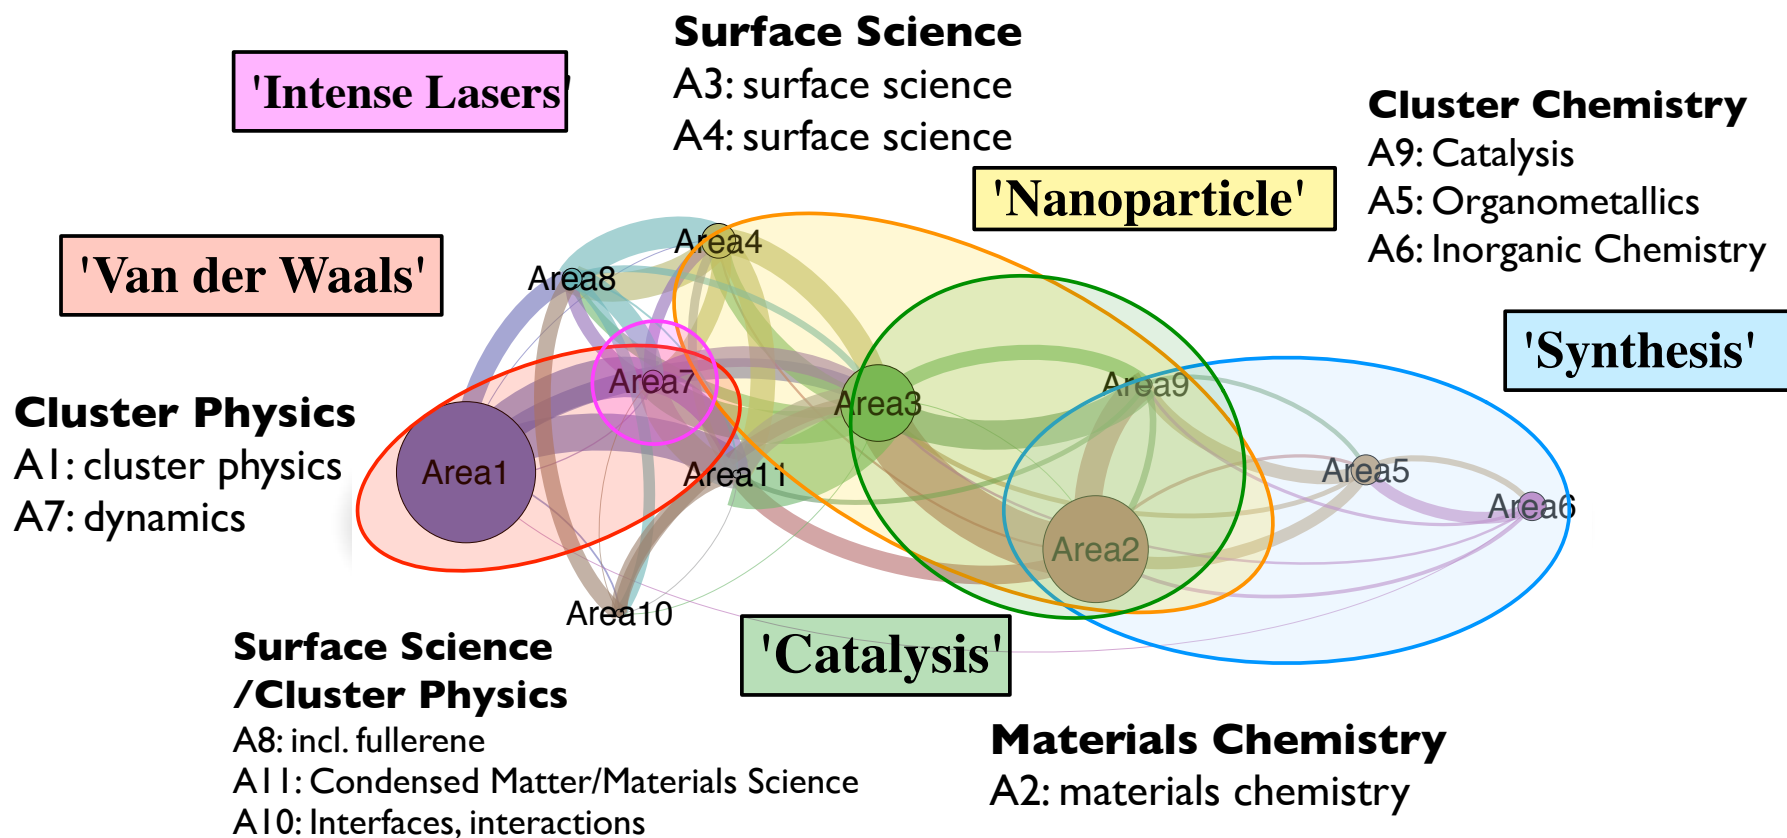 Surface Science
A3: surface science
A4: surface science
'Intense Lasers'
Cluster Chemistry
A9: Catalysis
A5: Organometallics
A6: Inorganic Chemistry
'Nanoparticle'
'Van der Waals'
'Synthesis'
Area4
Area8
Area7
Area3
Area9
Area1
Area11
Area5
Area6
Area2
Area10
Cluster Physics
A1: cluster physics
A7: dynamics
'Catalysis'
Surface Science
/Cluster Physics
A8: incl. fullerene
A11: Condensed Matter/Materials Science
A10: Interfaces, interactions
Materials Chemistry
A2: materials chemistry